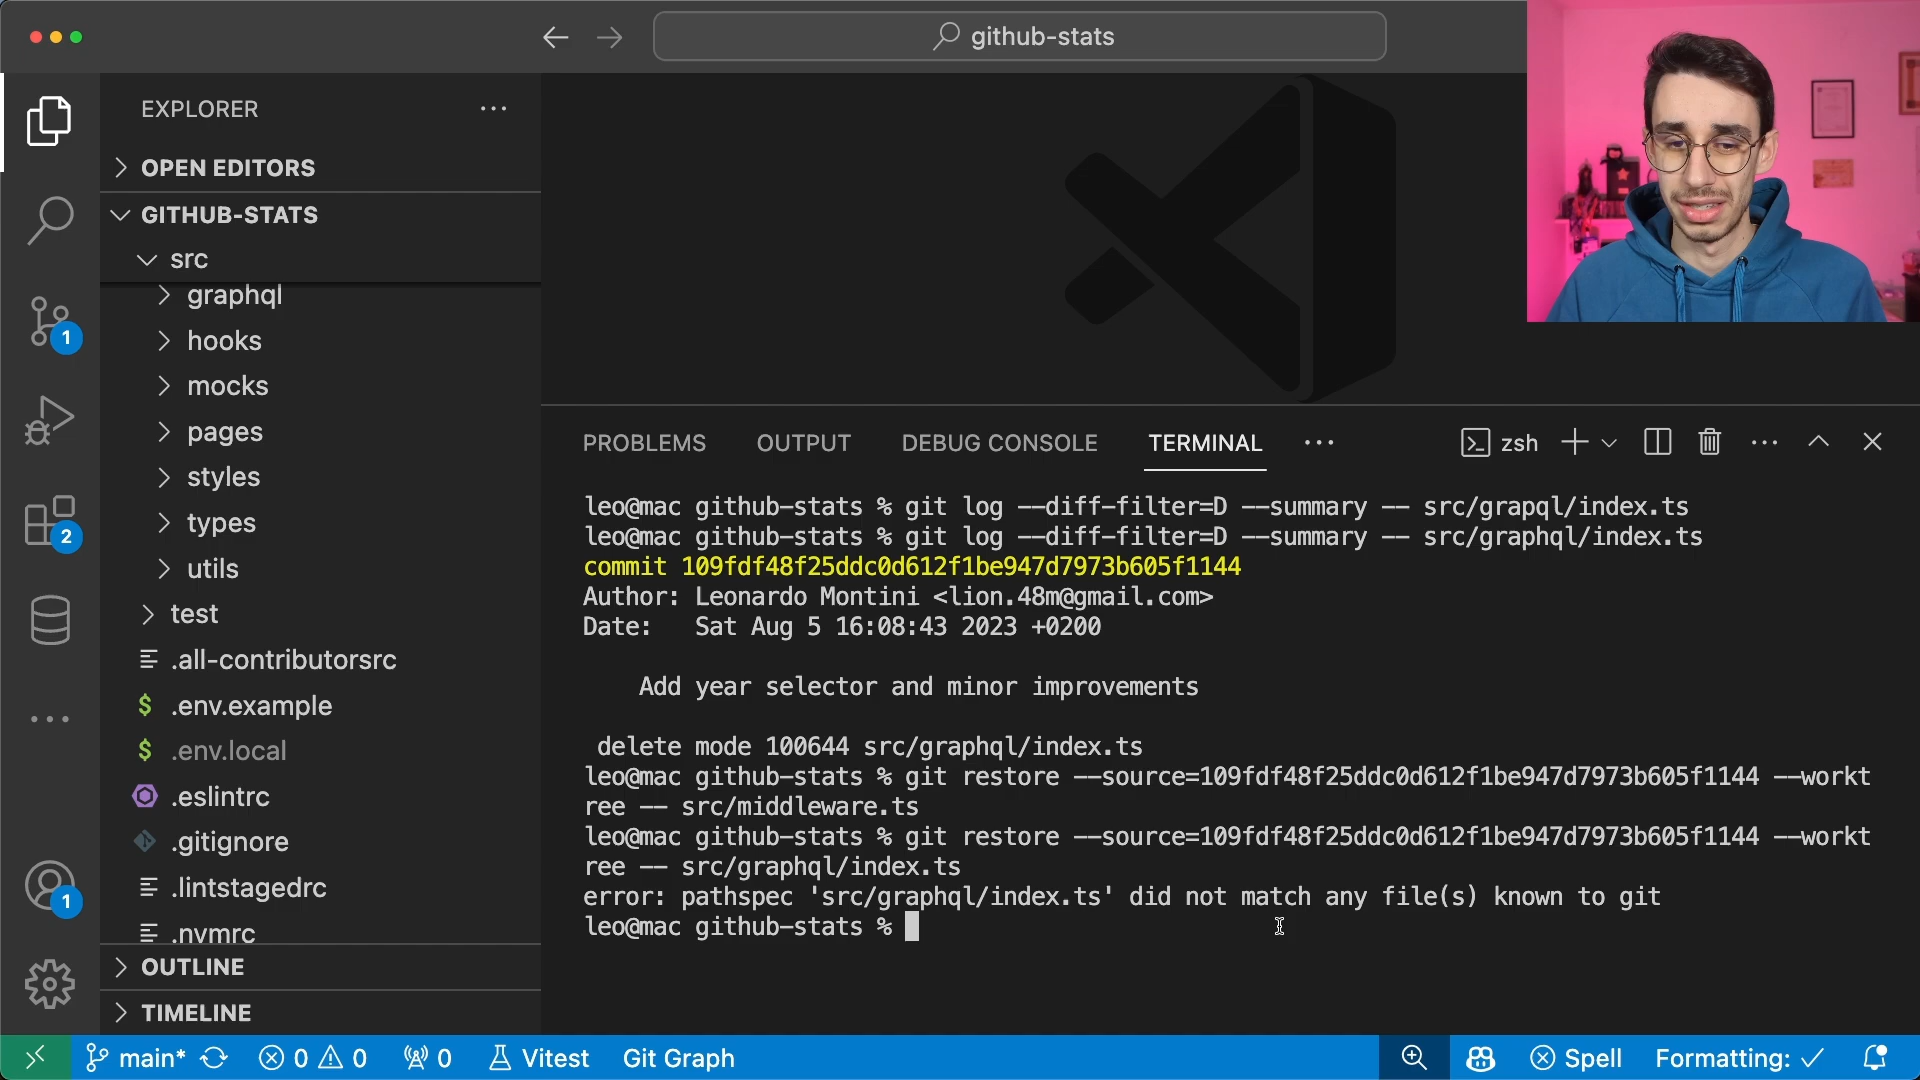 github-stats
EXPLORER
OPEN EDITORS
GITHUB-STATS
src
graphql
hooks
mocks
pages
styles
types
utils
test
.all-contributorsrc
.env.example
.env.local
.eslintrc
.gitignore
.lintstagedrc
.nvmrc
OUTLINE
TIMELINE
1
2
1
PROBLEMS OUTPUT DEBUG CONSOLE TERMINAL zsh
leo@mac github-stats % git log --diff-filter=D --summary -- src/grapql/index.ts
leo@mac github-stats % git log --diff-filter=D --summary -- src/graphql/index.ts
commit 109fdf48f25ddc0d612f1be947d7973b605f1144
Author: Leonardo Montini <lion.48m@gmail.com>
Date:   Sat Aug 5 16:08:43 2023 +0200
Add year selector and minor improvements
delete mode 100644 src/graphql/index.ts
leo@mac github-stats % git restore --source=109fdf48f25ddc0d612f1be947d7973b605f1144 --workt
ree -- src/middleware.ts
leo@mac github-stats % git restore --source=109fdf48f25ddc0d612f1be947d7973b605f1144 --workt
ree -- src/graphql/index.ts
error: pathspec 'src/graphql/index.ts' did not match any file(s) known to git
leo@mac github-stats %
main* 0 0 0 Vitest Git Graph Spell Formatting: ✓